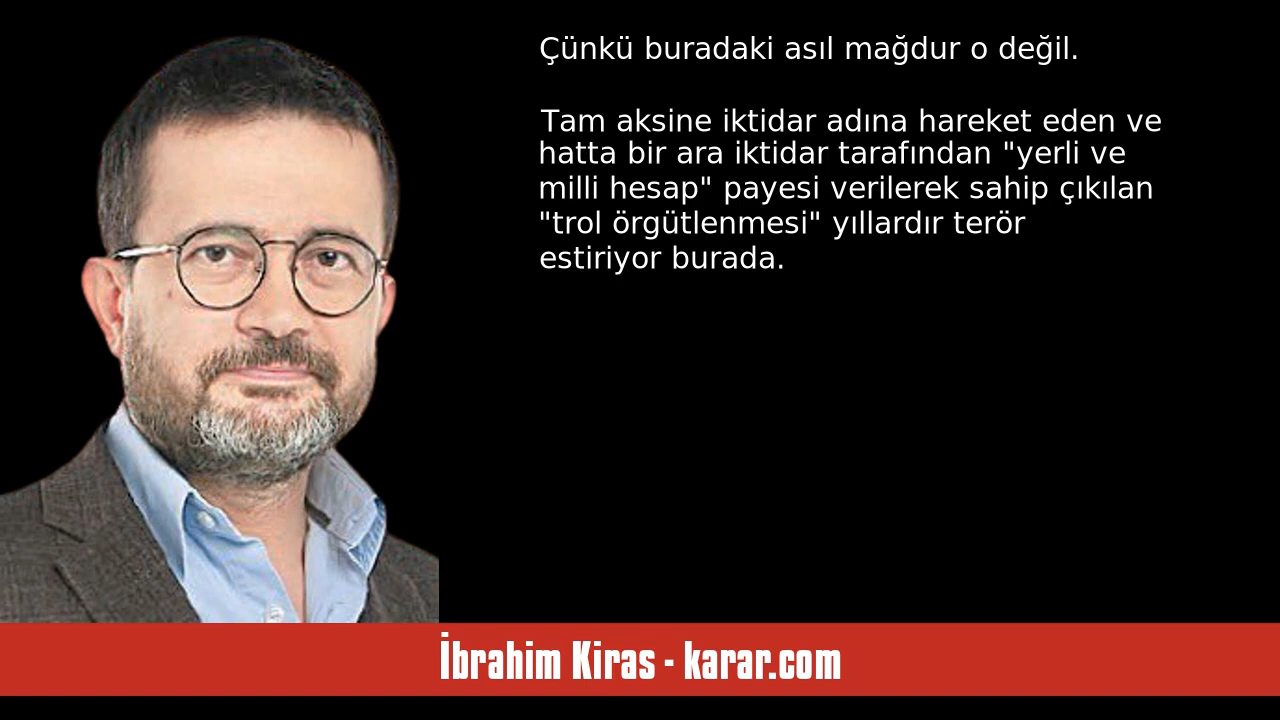 Çünkü buradaki asıl mağdur o değil.
Tam aksine iktidar adına hareket eden ve
hatta bir ara iktidar tarafından "yerli ve
milli hesap" payesi verilerek sahip çıkılan
"trol örgütlenmesi" yıllardır terör
estiriyor burada.
İbrahim Kiras - karar.com